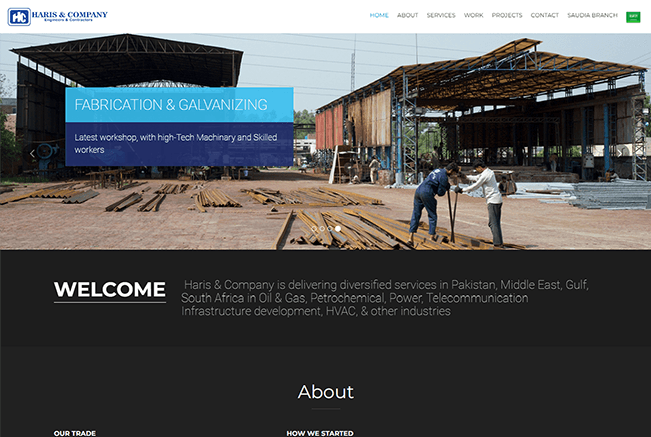 HC HARIS & COMPANY
Engineers & Contractors
HOME ABOUT SERVICES WORK PROJECTS CONTACT SAUDIA BRANCH
FABRICATION & GALVANIZING
Latest workshop, with high-Tech Machinery and Skilled
workers
WELCOME
Haris & Company is delivering diversified services in Pakistan, Middle East, Gulf,
South Africa in Oil & Gas, Petrochemical, Power, Telecommunication
Infrastructure development, HVAC, & other industries
About
OUR TRADE HOW WE STARTED